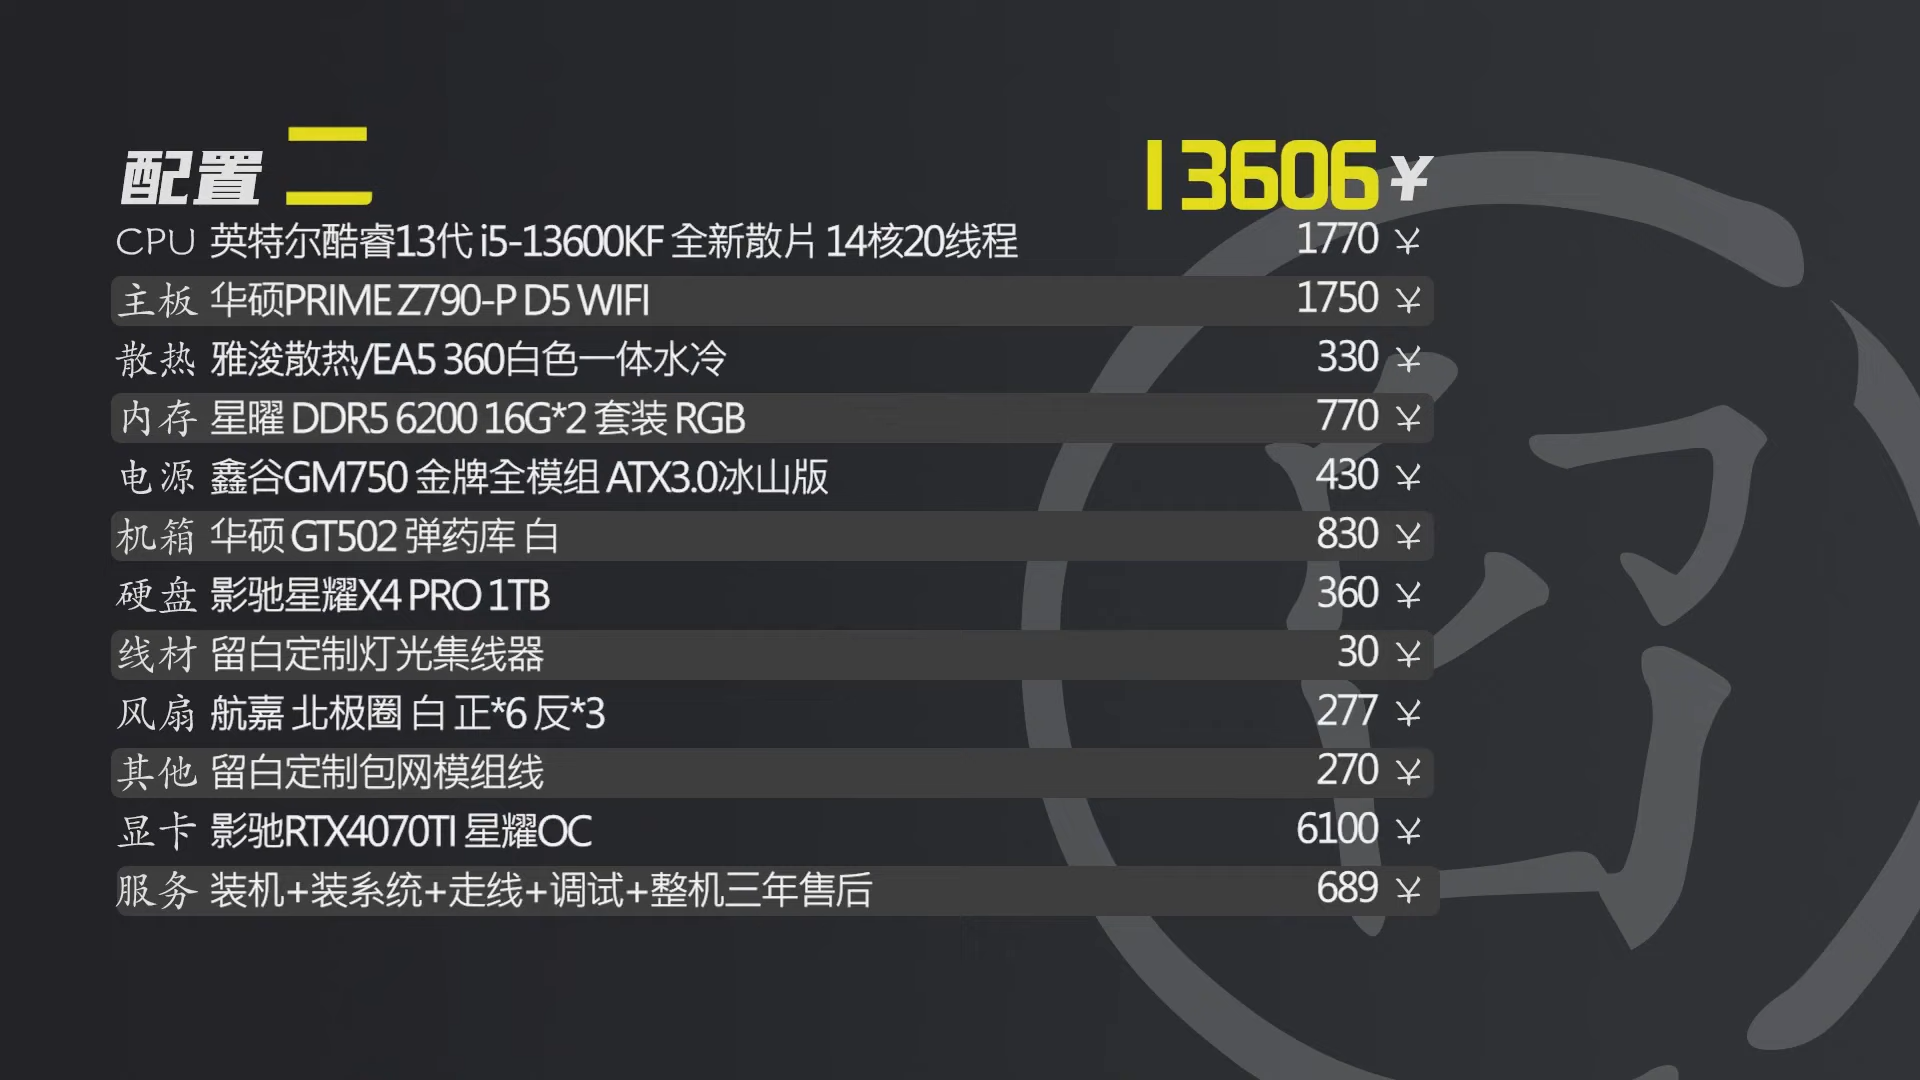 配置 二 13606 ¥
CPU 英特尔酷睿13代 i5-13600KF 全新散片 14核20线程 1770 ¥
主板 华硕PRIME Z790-P D5 WIFI 1750 ¥
散热 雅浚散热/EA5 360白色一体水冷 330 ¥
内存 星曜 DDR5 6200 16G*2 套装 RGB 770 ¥
电源 鑫谷GM750 金牌全模组 ATX3.0冰山版 430 ¥
机箱 华硕 GT502 弹药库 白 830 ¥
硬盘 影驰星耀X4 PRO 1TB 360 ¥
线材 留白定制灯光集线器 30 ¥
风扇 航嘉 北极圈 白 正*6 反*3 277 ¥
其他 留白定制包网模组线 270 ¥
显卡 影驰RTX4070TI 星耀OC 6100 ¥
服务 装机+装系统+走线+调试+整机三年售后 689 ¥